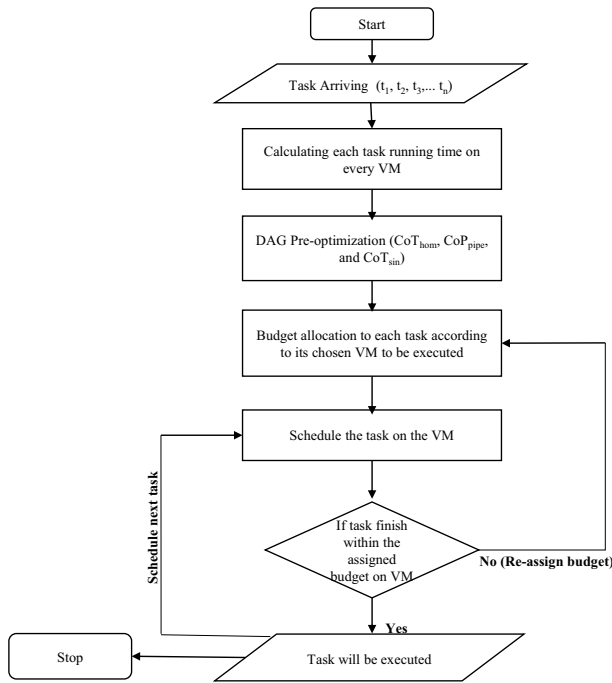 Start
Task Arriving (t1, t2, t3,... tn)
Calculating each task running time on
every VM
DAG Pre-optimization (CoThom, CoPpipe,
and CoTsin)
Budget allocation to each task according
to its chosen VM to be executed
Schedule the task on the VM
Schedule next task
If task finish
within the
assigned
budget on VM
No (Re-assign budget)
Yes
Task will be executed
Stop